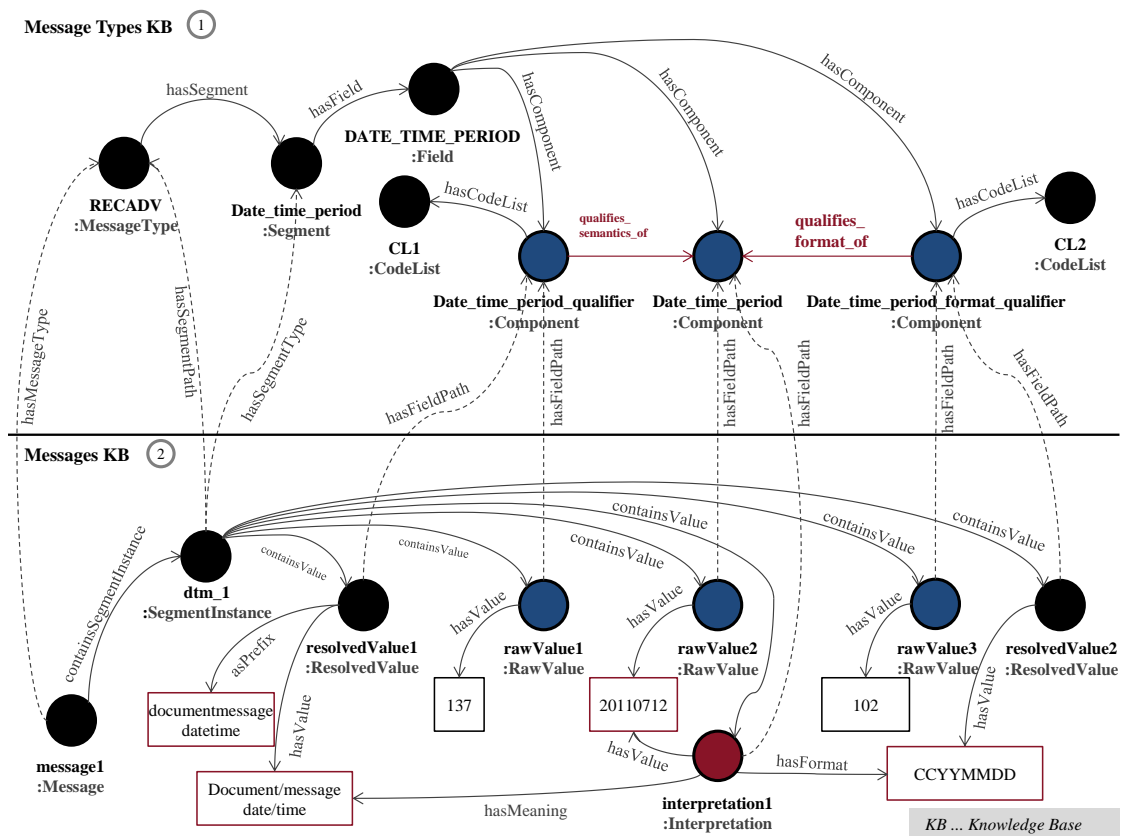 Message Types KB 1
hasSegment
hasField
hasComponent
hasComponent
hasComponent
DATE_TIME_PERIOD
:Field
RECADV
:MessageType
Date_time_period
:Segment
hasCodeList
CL1
:CodeList
qualifies_
semantics_of
qualifies_
format_of
hasCodeList
CL2
:CodeList
Date_time_period_qualifier
:Component
Date_time_period
:Component
Date_time_period_format_qualifier
:Component
hasMessageType
hasSegmentPath
hasSegmentType
hasFieldPath
hasFieldPath
hasFieldPath
hasFieldPath
hasFieldPath
hasFieldPath
Messages KB 2
containsSegmentInstance
containsValue
containsValue
containsValue
containsValue
containsValue
containsValue
dtm_1
:SegmentInstance
resolvedValue1
:ResolvedValue
rawValue1
:RawValue
rawValue2
:RawValue
rawValue3
:RawValue
resolvedValue2
:ResolvedValue
asPrefix
hasValue
hasValue
hasValue
hasValue
hasValue
documentmessage
datetime
137
20110712
102
message1
:Message
Document/message
date/time
hasMeaning
hasValue
interpretation1
:Interpretation
hasFormat
CCYYMMDD
KB ... Knowledge Base